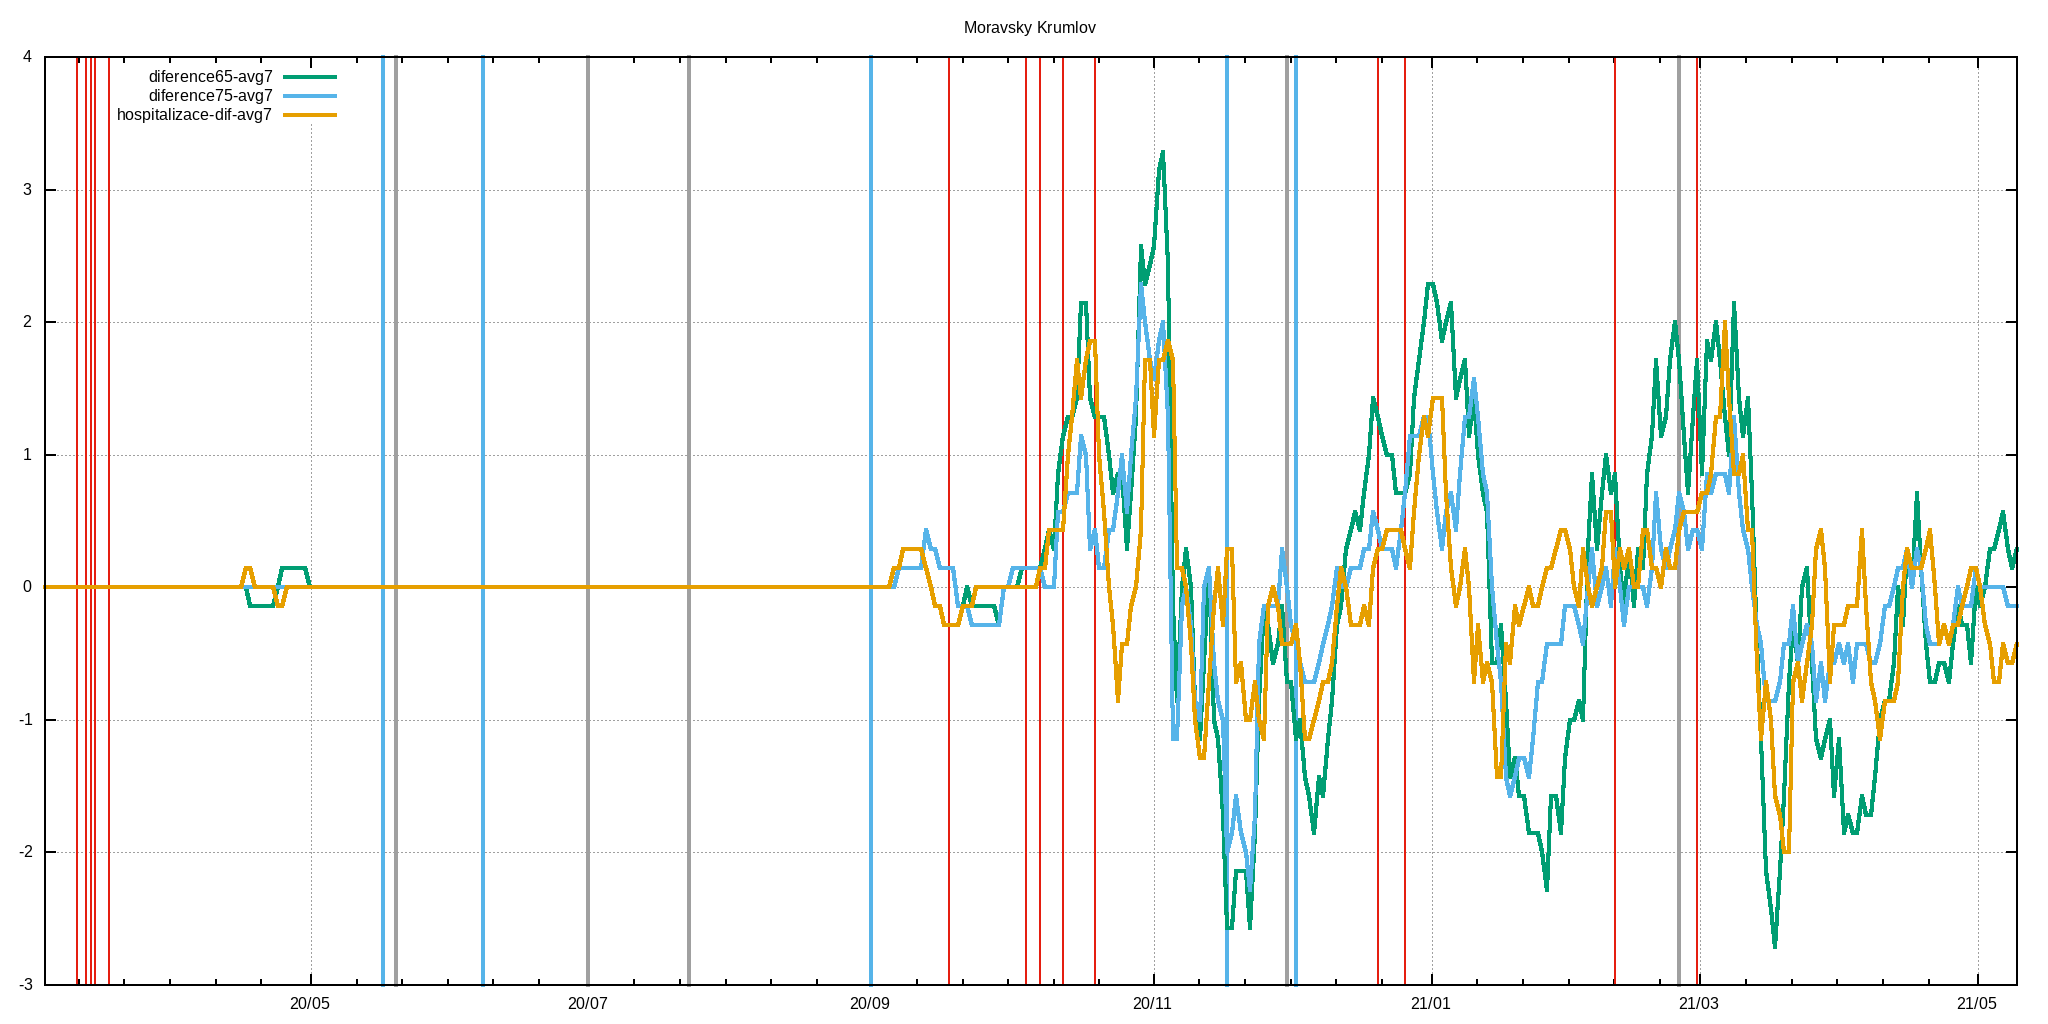 Moravsky Krumlov
4
diference65-avg7
diference75-avg7
hospitalizace-dif-avg7
3
2
1
0
-1
-2
-3
20/05 20/07 20/09 20/11 21/01 21/03 21/05